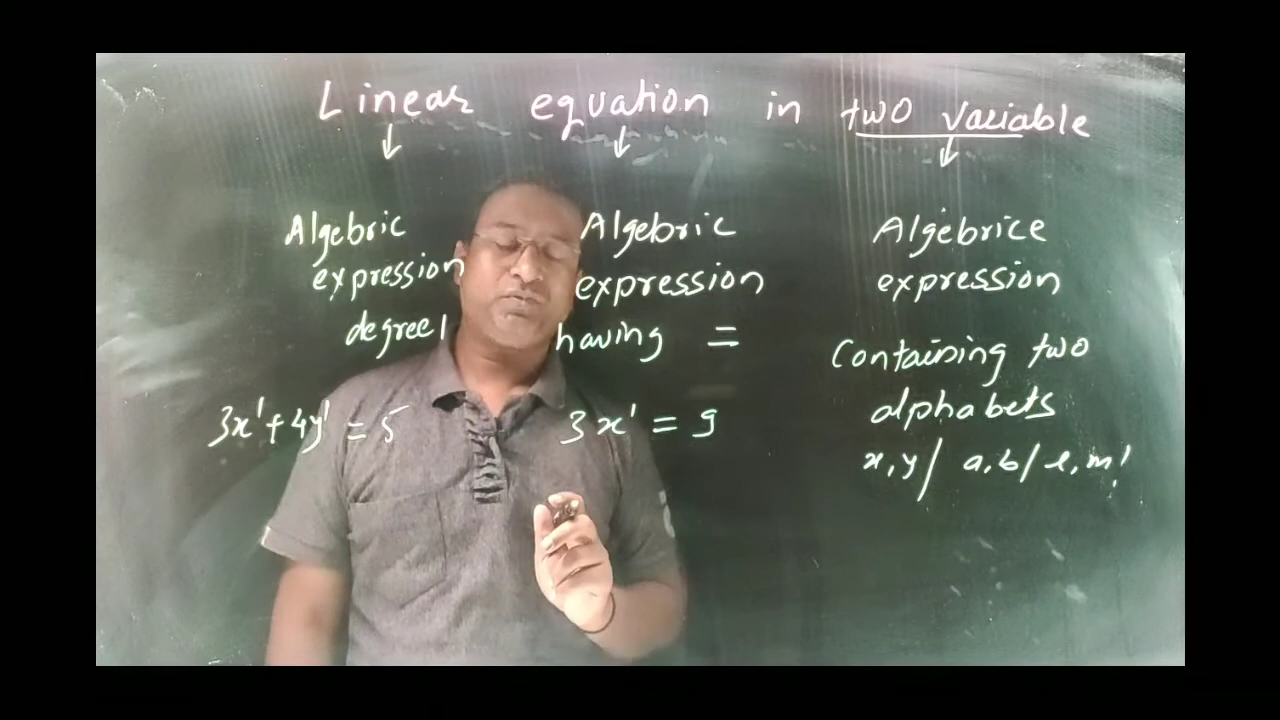 Linear equation in two variable
↓ ↓ ↓
Algebric
expression
degree 1
3x¹+4y¹ = 5
Algebric
expression
having =
3x¹ = 9
Algebrice
expression
Containing two
alphabets
x,y/ a,b/ l,m